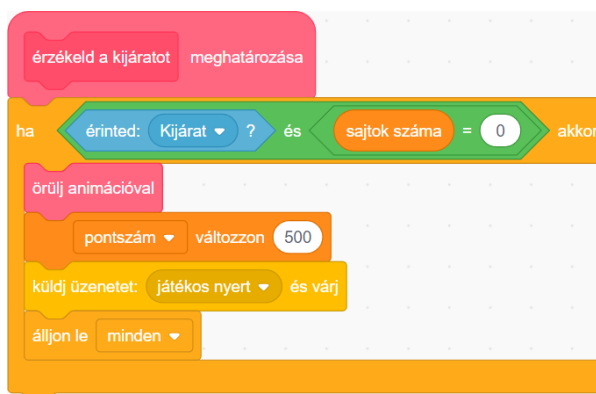 érzékeld a kijáratot meghatározása
ha érinted: Kijárat ? és sajtok száma = 0 akkor
örülj animációval
pontszám változzon 500
küldj üzenetet: játékos nyert és várj
álljon le minden